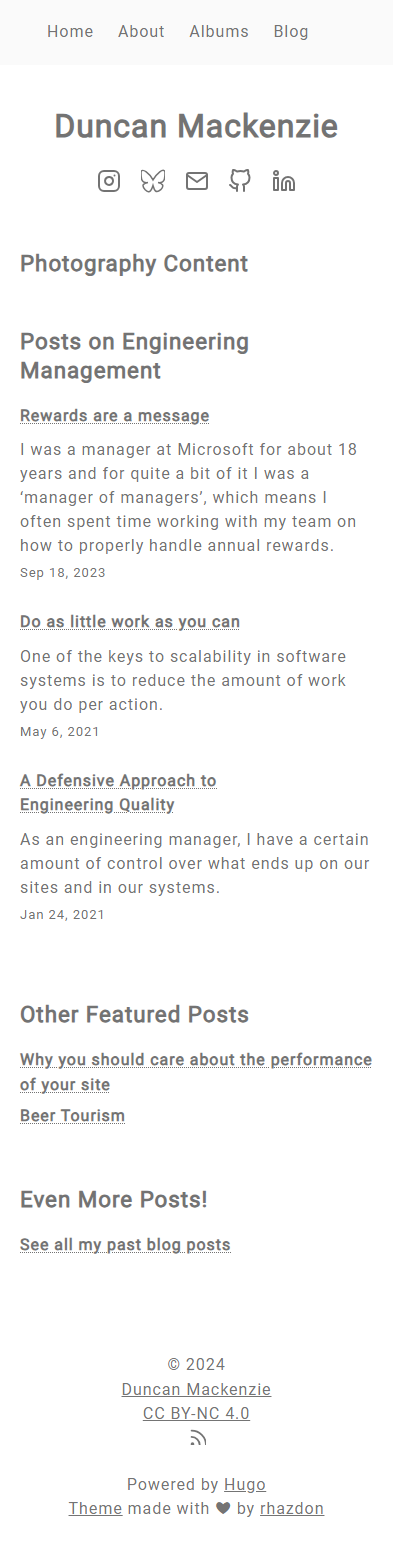 Home About Albums Blog
Duncan Mackenzie
Photography Content
Posts on Engineering
Management
Rewards are a message
I was a manager at Microsoft for about 18
years and for quite a bit of it I was a
‘manager of managers’, which means I
often spent time working with my team on
how to properly handle annual rewards.
Sep 18, 2023
Do as little work as you can
One of the keys to scalability in software
systems is to reduce the amount of work
you do per action.
May 6, 2021
A Defensive Approach to
Engineering Quality
As an engineering manager, I have a certain
amount of control over what ends up on our
sites and in our systems.
Jan 24, 2021
Other Featured Posts
Why you should care about the performance
of your site
Beer Tourism
Even More Posts!
See all my past blog posts
© 2024
Duncan Mackenzie
CC BY-NC 4.0
Powered by Hugo
Theme made with ❤ by rhazdon